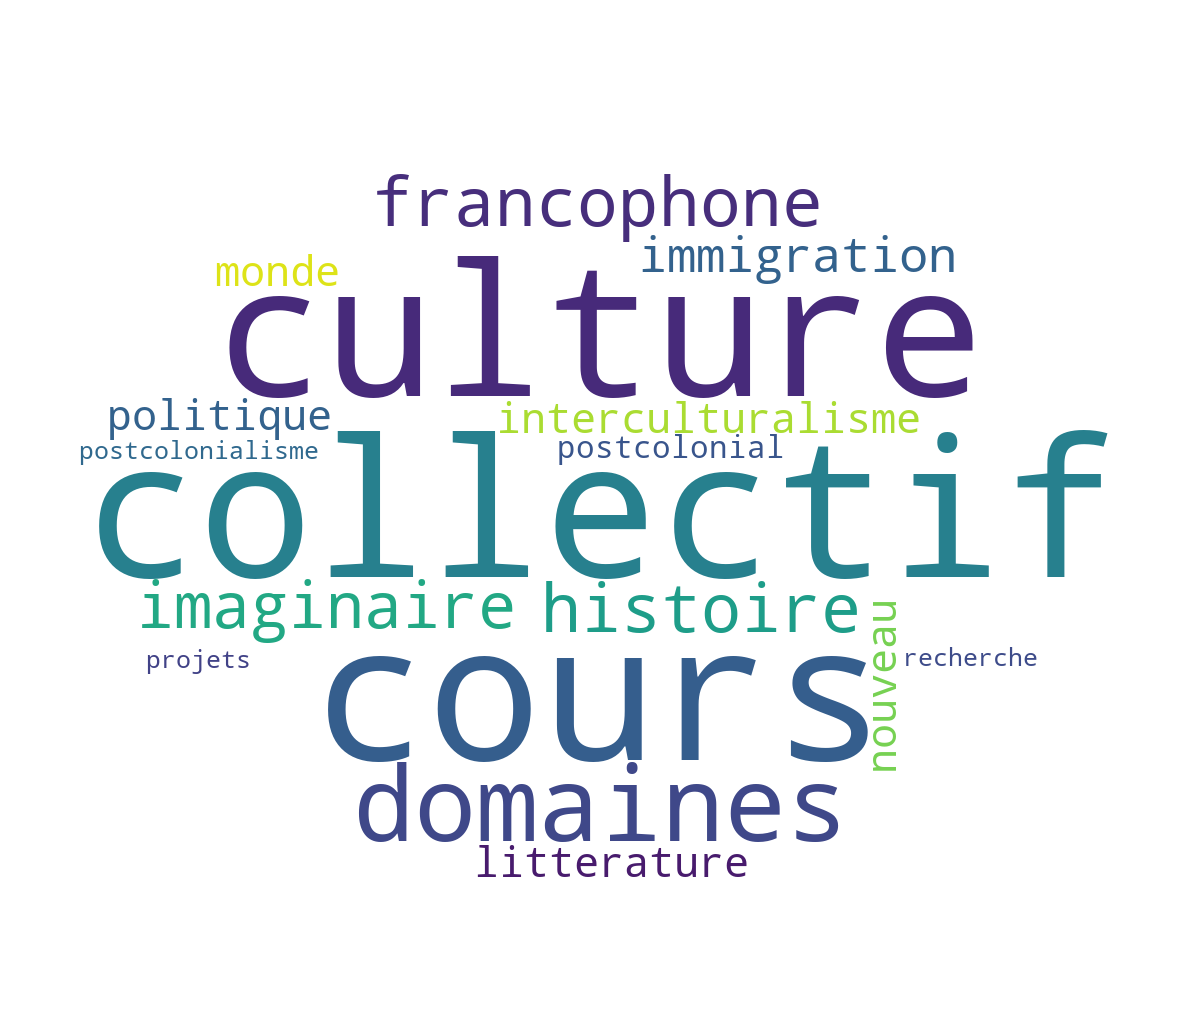 francophone
immigration
monde
culture
politique
interculturalisme
postcolonialisme
postcolonial
collectif
imaginaire
histoire
nouveau
projets
recherche
cours
domaines
litterature